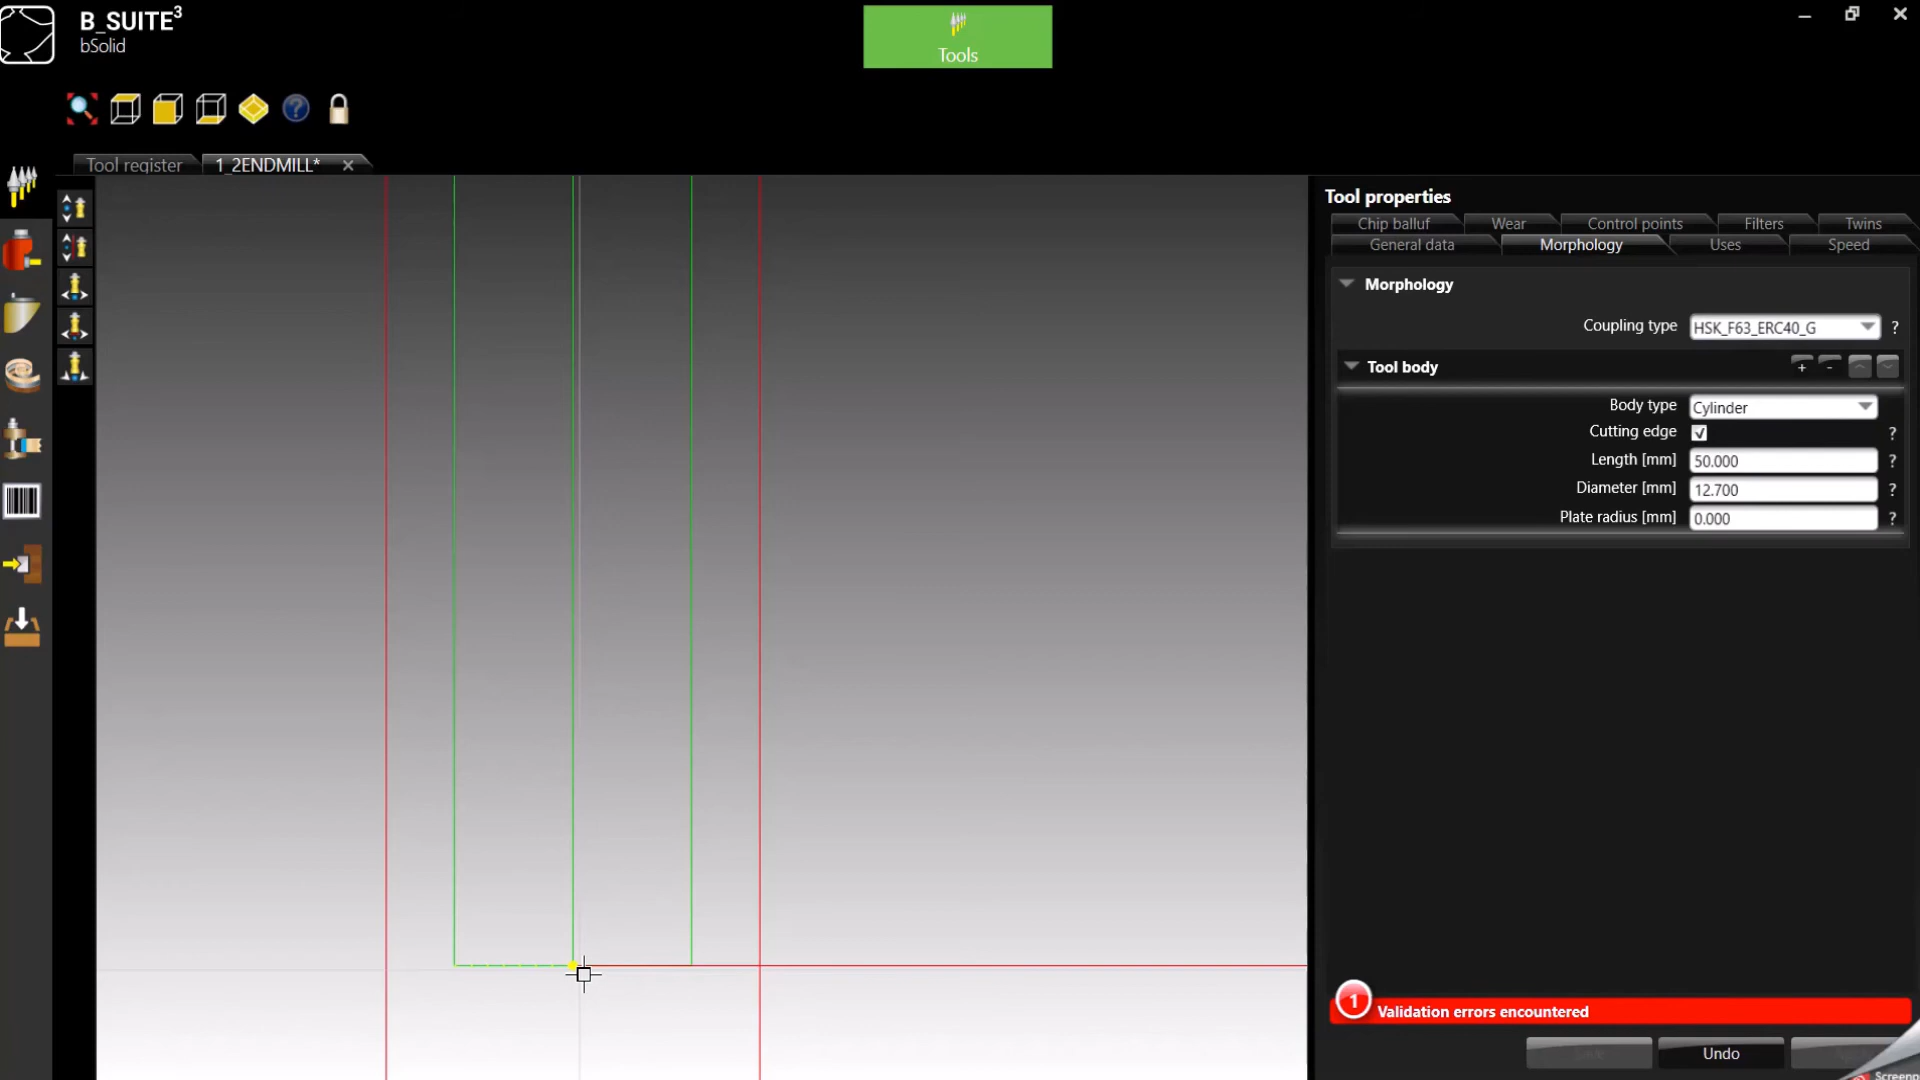 B_SUITE³
bSolid
Tools
Tool register
1_2ENDMILL*
Tool properties
Chip balluf
Wear
Control points
Filters
Twins
General data
Morphology
Uses
Speed
Morphology
Coupling type
HSK_F63_ERC40_G
?
Tool body
+
-
Body type
Cylinder
Cutting edge
?
Length [mm]
50.000
?
Diameter [mm]
12.700
?
Plate radius [mm]
0.000
?
1
Validation errors encountered
Undo